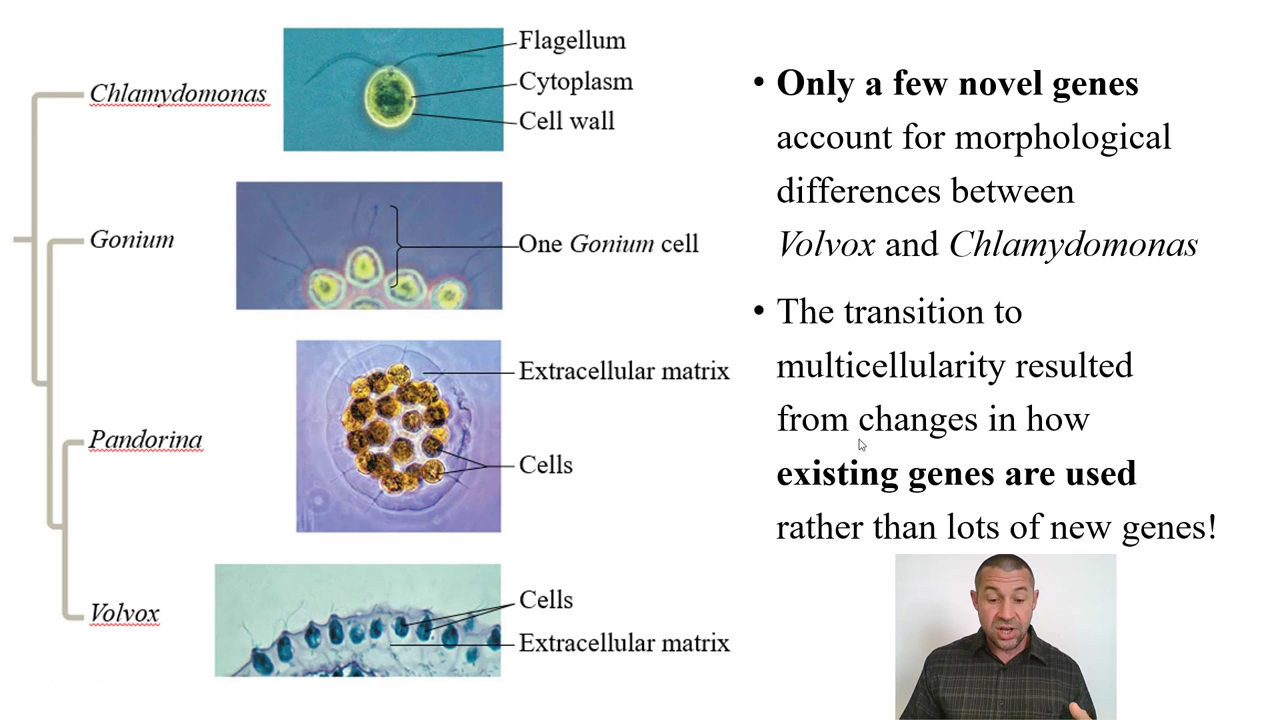 Chlamydomonas
Flagellum
Cytoplasm
Cell wall
Gonium
One Gonium cell
Pandorina
Extracellular matrix
Cells
Volvox
Cells
Extracellular matrix
• Only a few novel genes
account for morphological
differences between
Volvox and Chlamydomonas
• The transition to
multicellularity resulted
from changes in how
existing genes are used
rather than lots of new genes!